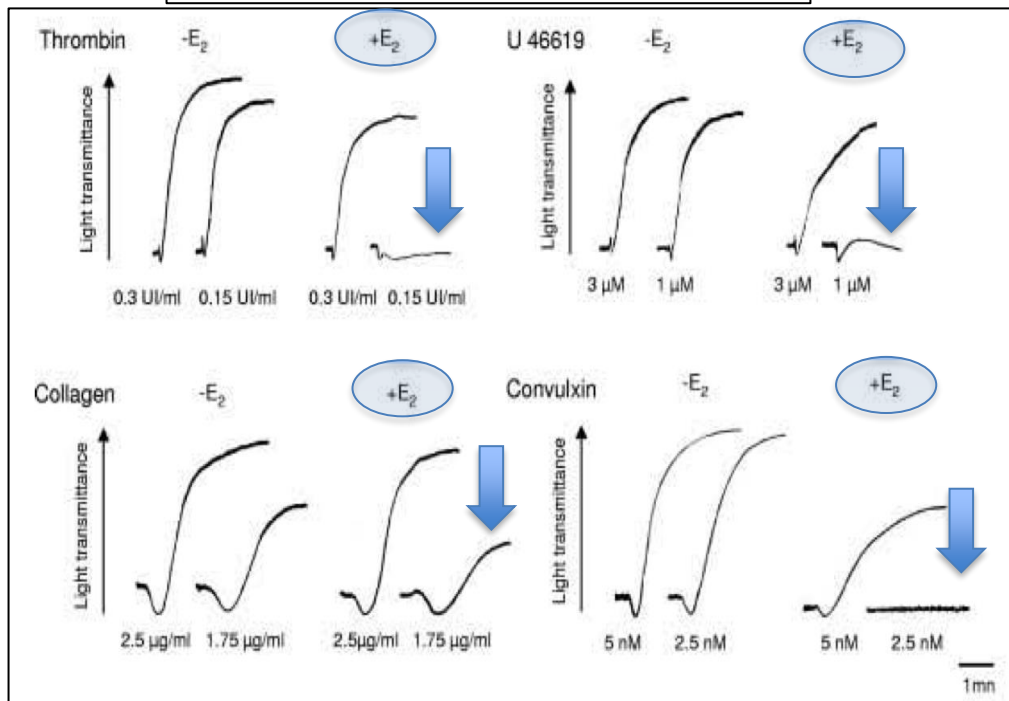 Thrombin -E₂ +E₂
Light transmittance
0.3 UI/ml 0.15 UI/ml 0.3 UI/ml 0.15 UI/ml
U 46619 -E₂ +E₂
Light transmittance
3 µM 1 µM 3 µM 1 µM
Collagen -E₂ +E₂
Light transmittance
2.5 µg/ml 1.75 µg/ml 2.5µg/ml 1.75 µg/ml
Convulxin -E₂ +E₂
Light transmittance
5 nM 2.5 nM 5 nM 2.5 nM
1mn